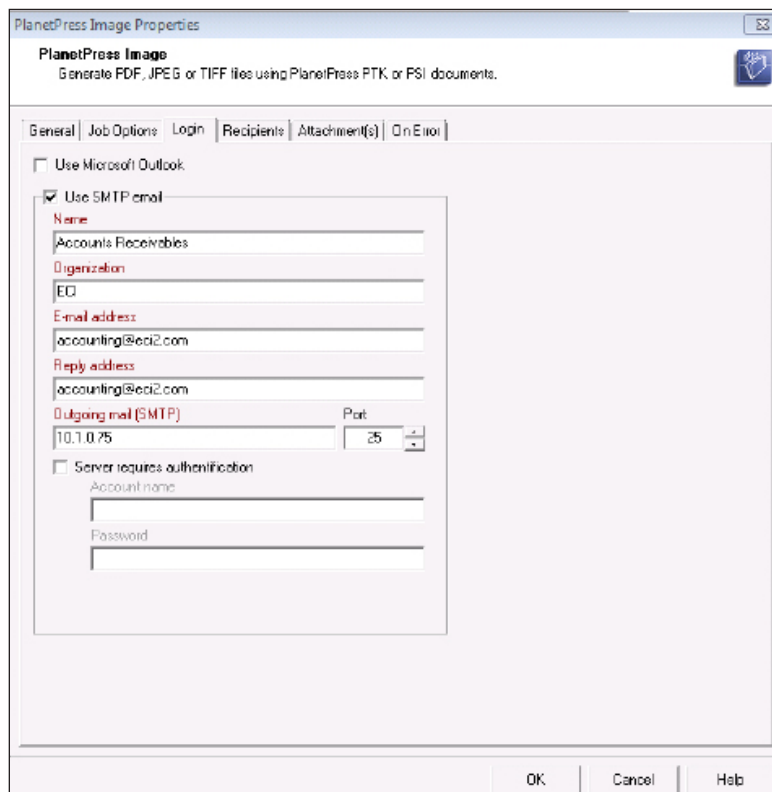 PlanetPress Image Properties
PlanetPress Image
Generate PDF, JPEG or TIFF files using PlanetPress PTK or PSI documents.
General Job Options Login Recipients Attachment(s) On Error
Use Microsoft Outlook
Use SMTP email
Name
Accounts Receivables
Organization
ECI
E-mail address
accounting@eci2.com
Reply address
accounting@eci2.com
Outgoing mail (SMTP) Port
10.1.0.75 25
Server requires authentification
Account name
Password
OK Cancel Help